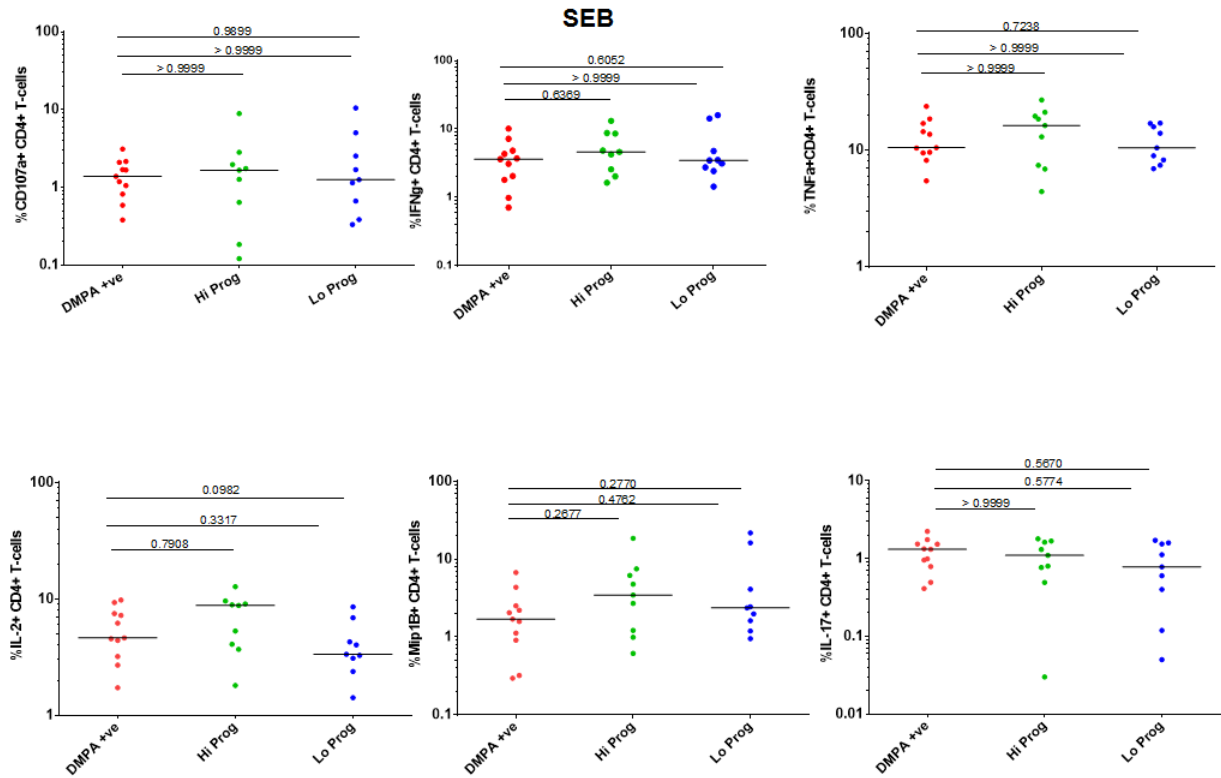 SEB
%CD107a+ CD4+ T-cells
100
10
1
0.1
0.9899
> 0.9999
> 0.9999
DMPA +ve
Hi Prog
Lo Prog
%IFNg+ CD4+ T-cells
100
10
1
0.1
0.6052
> 0.9999
0.6369
DMPA +ve
Hi Prog
Lo Prog
%TNFa+CD4+ T-cells
100
10
1
0.7238
> 0.9999
> 0.9999
DMPA +ve
Hi Prog
Lo Prog
%IL-2+ CD4+ T-cells
100
10
1
0.0982
0.3317
0.7908
DMPA +ve
Hi Prog
Lo Prog
%Mip1B+ CD4+ T-cells
100
10
1
0.1
0.2770
0.4762
0.2677
DMPA +ve
Hi Prog
Lo Prog
%IL-17+ CD4+ T-cells
10
1
0.1
0.01
0.5670
0.5774
> 0.9999
DMPA +ve
Hi Prog
Lo Prog